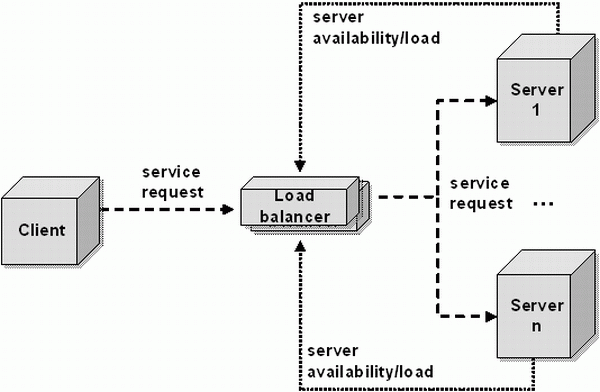 server
availability/load
Server
1
service
request
Load
balancer
Client
service
request ...
Server
n
server
availability/load